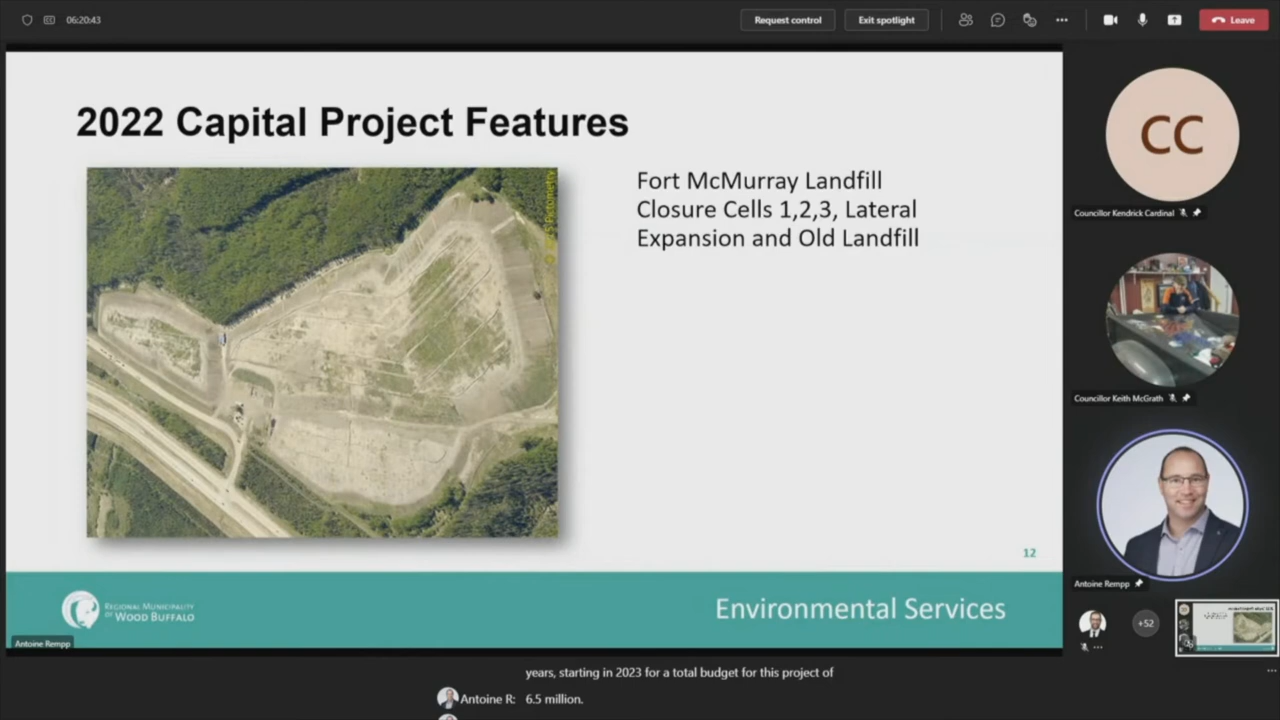 06:20:43
Request control
Exit spotlight
Leave
2022 Capital Project Features
Fort McMurray Landfill
Closure Cells 1,2,3, Lateral
Expansion and Old Landfill
Pictometry
12
REGIONAL MUNICIPALITY
OF WOOD BUFFALO
Environmental Services
Antoine Rempp
CC
Councillor Kendrick Cardinal
Councillor Keith McGrath
Antoine Rempp
+52
years, starting in 2023 for a total budget for this project of
Antoine R: 6.5 million.